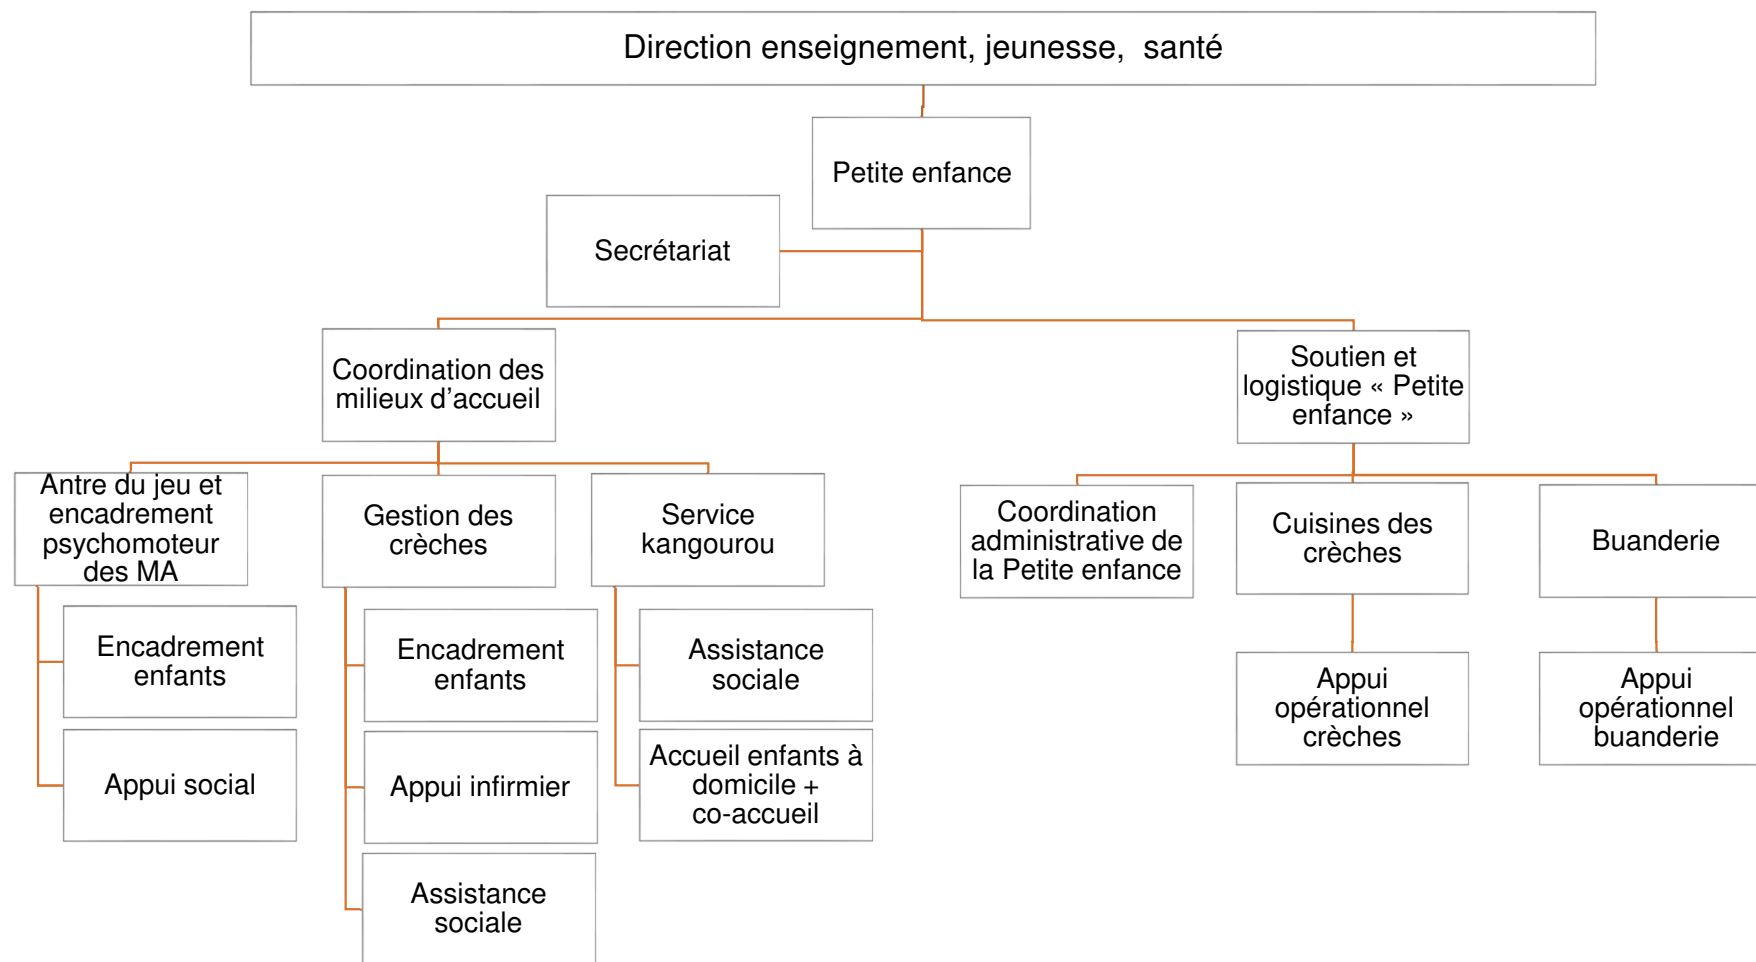 Direction enseignement, jeunesse, santé
Petite enfance
Secrétariat
Coordination des
milieux d’accueil
Soutien et
logistique « Petite
enfance »
Antre du jeu et
encadrement
psychomoteur
des MA
Gestion des
crèches
Service
kangourou
Coordination
administrative de
la Petite enfance
Cuisines des
crèches
Buanderie
Encadrement
enfants
Appui social
Encadrement
enfants
Appui infirmier
Assistance
sociale
Assistance
sociale
Accueil enfants à
domicile +
co-accueil
Appui
opérationnel
crèches
Appui
opérationnel
buanderie